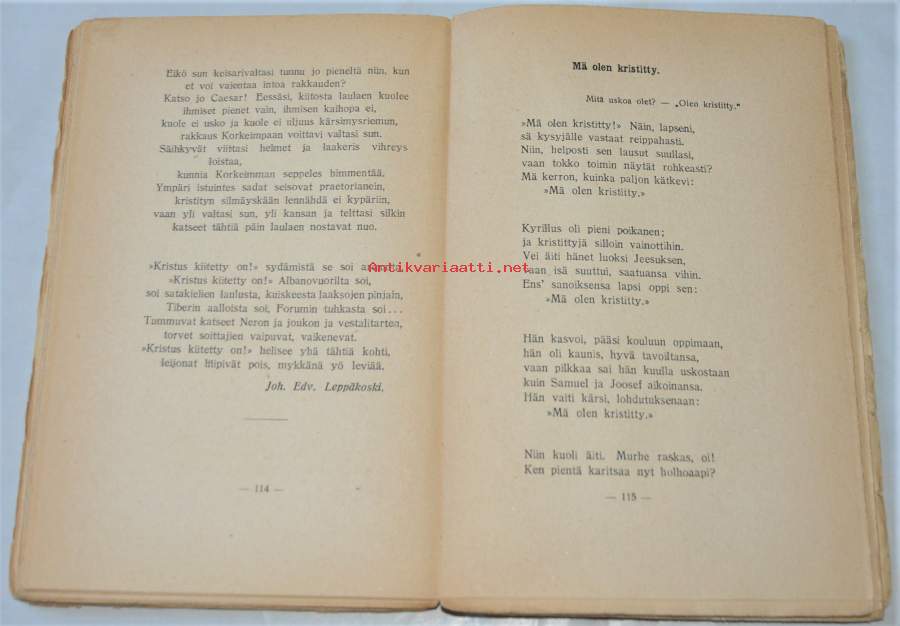 Eikö sun keisarivaltasi tunnu jo pieneltä niin, kun
et voi vaientaa intoa rakkauden?
Katso jo Caesar! Eessäsi, kiitosta laulaen kuolee
ihmiset pienet vain, ihmisen kaihopa ei,
kuole ei usko ja kuole ei uljuus kärsimysriemun,
rakkaus Korkeimpaan voittavi valtasi sun.
Säihkyvät viittasi helmet ja laakeris vihreys
loistaa,
kunnia Korkeimman seppeles himmentää.
Ympäri istuintes sadat seisovat praetorianein,
kristityn silmäyskään lennähdä ei kypäriin,
vaan yli valtasi sun, yli kansan ja telttasi silkin
katseet tähtiä päin laulaen nostavat nuo.
»Kristus kiitetty on!» sydämistä se soi
»Kristus kiitetty on!» Albanovuorilta soi,
soi satakielien laulusta, kuiskeesta laaksojen pinjain,
Tiberin aalloista soi, Forumin tuhkasta soi...
Tummuvat katseet Neron ja joukon ja vestalitarten,
torvet soittajien vaipuvat, vaikenevat.
»Kristus kiitetty on!» helisee yhä tähtiä kohti,
leijonat hiipivät pois, mykkänä yö leviää.
Joh. Edv. Leppäkoski.
— 114 —
Mä olen kristitty.
Mitä uskoa olet? — „Olen kristitty."
»Mä olen kristitty!» Näin, lapseni,
sä kysyjälle vastaat reippahasti.
Niin, helposti sen lausut suullasi,
vaan tokko toimin näytät rohkeasti?
Mä kerron, kuinka paljon kätkevi:
»Mä olen kristitty.»
Kyrillus oli pieni poikanen;
ja kristittyjä silloin vainottihin.
Vei äiti hänet luoksi Jeesuksen,
vaan isä suuttui, saatuansa vihin.
Ens' sanoiksensa lapsi oppi sen:
»Mä olen kristitty.»
Hän kasvoi, pääsi kouluun oppimaan,
hän oli kaunis, hyvä tavoiltansa,
vaan pilkkaa sai hän kuulla uskostaan
kuin Samuel ja Joosef aikoinansa.
Hän vaiti kärsi, lohdutuksenaan:
»Mä olen kristitty.»
Niin kuoli äiti. Murhe raskas, oi!
Ken pientä karitsaa nyt holhoaapi?
— 115 —
Antikvariaatti.net